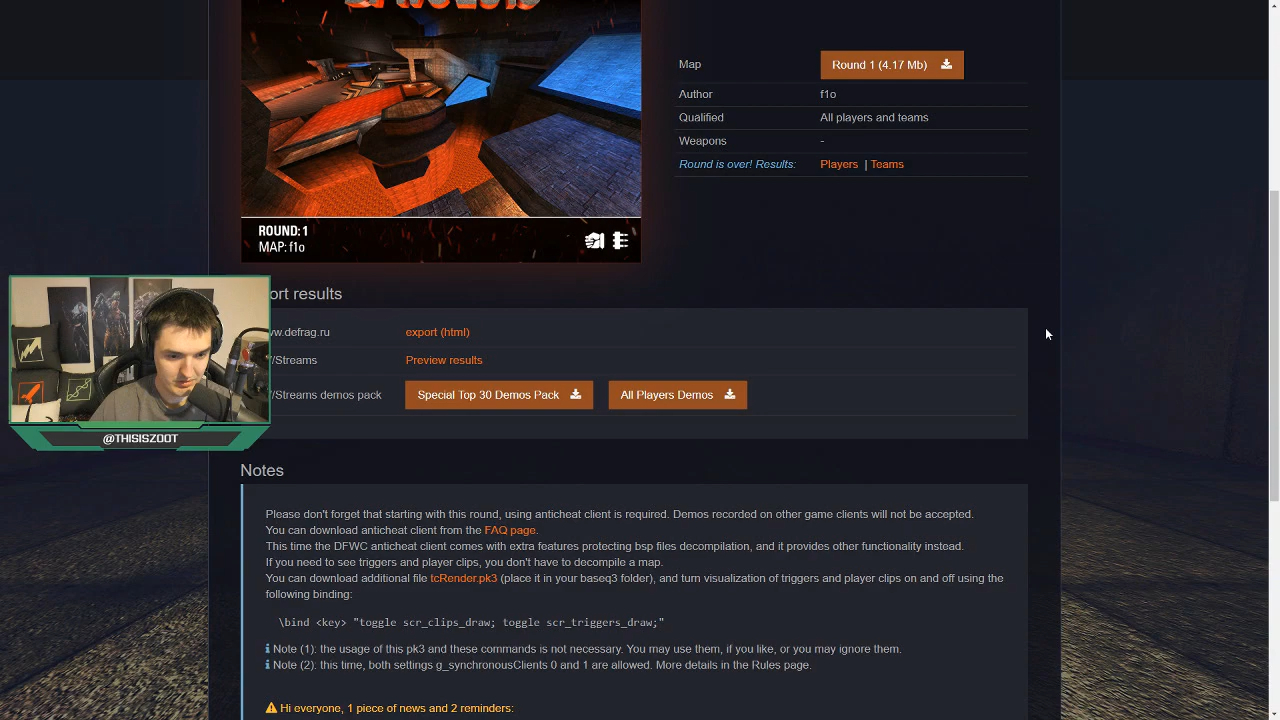 Map Round 1 (4.17 Mb)
Author f1o
Qualified All players and teams
Weapons -
Round is over! Results: Players | Teams
ROUND: 1
MAP: f1o
ort results
w.defrag.ru export (html)
/Streams Preview results
/Streams demos pack Special Top 30 Demos Pack All Players Demos
@THISISZOOT
Notes
Please don't forget that starting with this round, using anticheat client is required. Demos recorded on other game clients will not be accepted.
You can download anticheat client from the FAQ page.
This time the DFWC anticheat client comes with extra features protecting bsp files decompilation, and it provides other functionality instead.
If you need to see triggers and player clips, you don't have to decompile a map.
You can download additional file tcRender.pk3 (place it in your baseq3 folder), and turn visualization of triggers and player clips on and off using the
following binding:
\bind <key> "toggle scr_clips_draw; toggle scr_triggers_draw;"
Note (1): the usage of this pk3 and these commands is not necessary. You may use them, if you like, or you may ignore them.
Note (2): this time, both settings g_synchronousClients 0 and 1 are allowed. More details in the Rules page.
Hi everyone, 1 piece of news and 2 reminders: